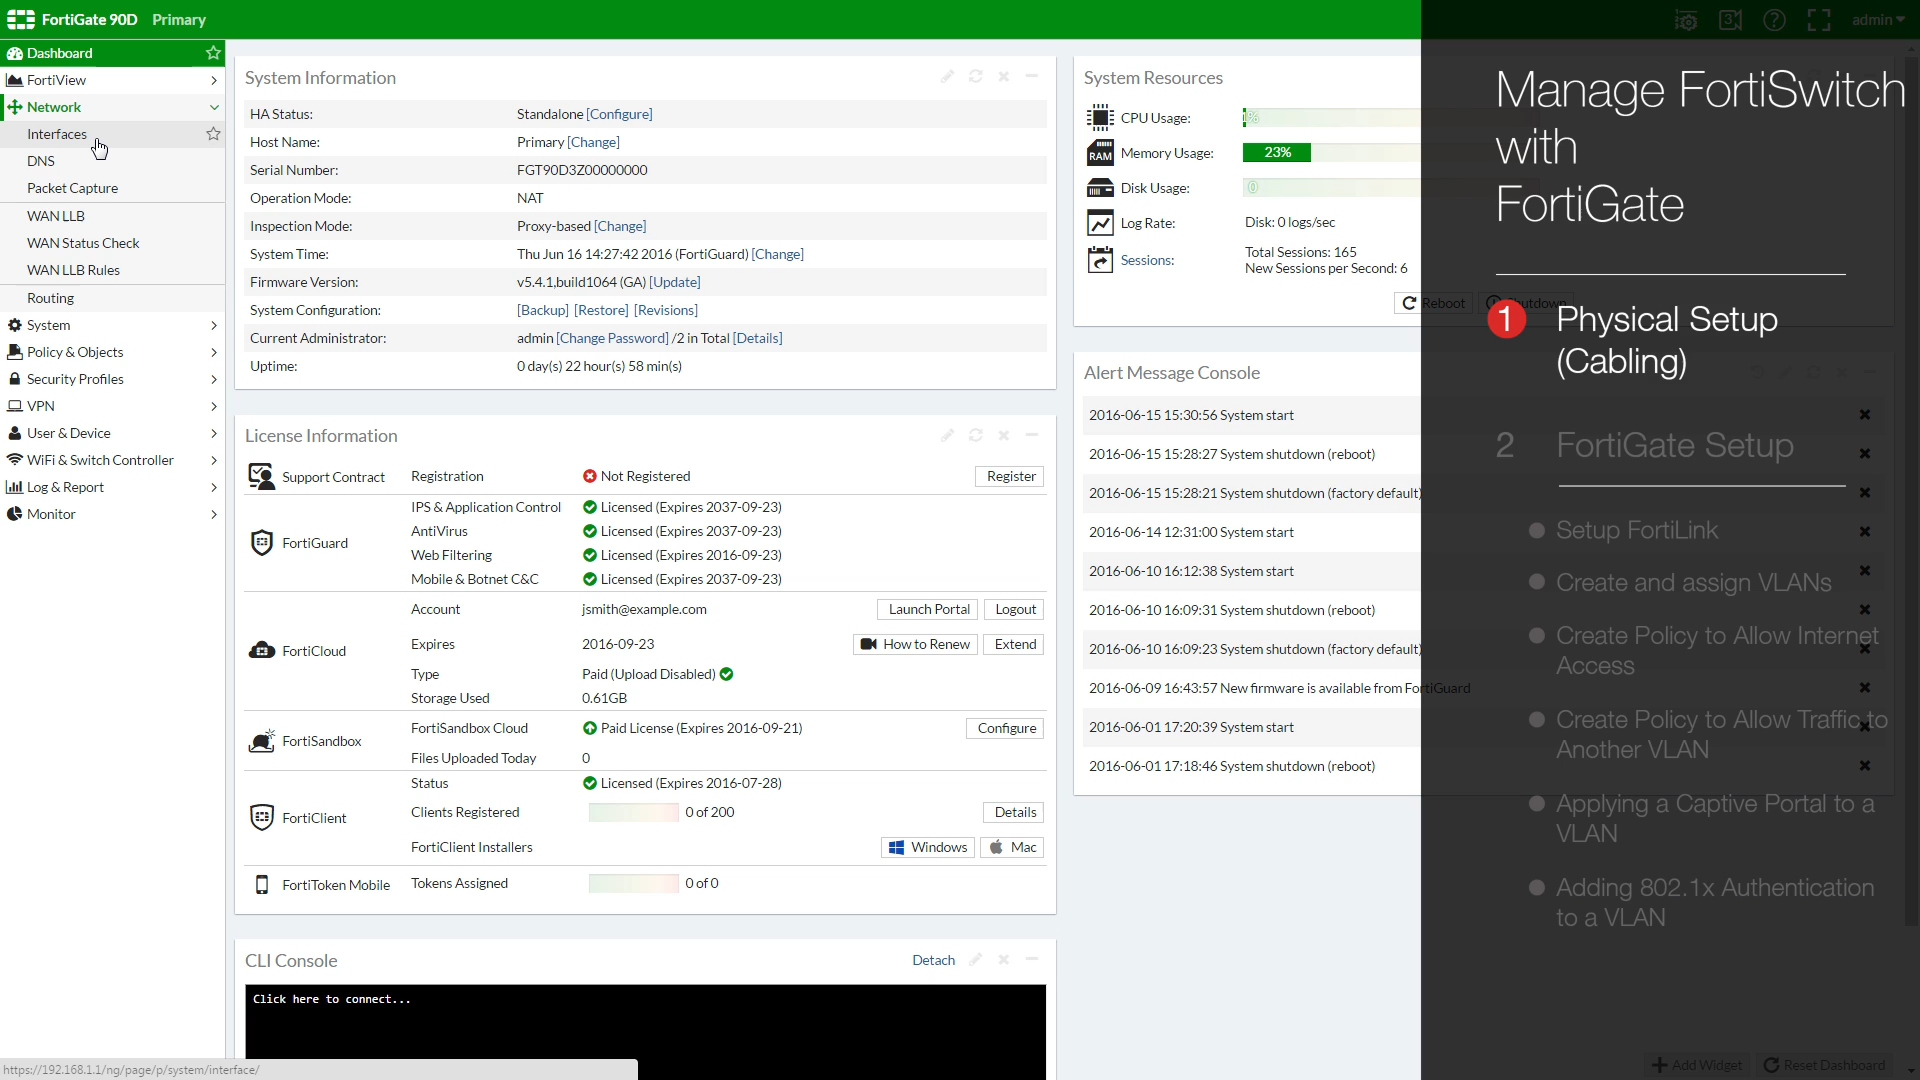 FortiGate 90D Primary
admin
Dashboard
FortiView
Network
Interfaces
DNS
Packet Capture
WAN LLB
WAN Status Check
WAN LLB Rules
Routing
System
Policy & Objects
Security Profiles
VPN
User & Device
WiFi & Switch Controller
Log & Report
Monitor
System Information
HA Status: Standalone [Configure]
Host Name: Primary [Change]
Serial Number: FGT90D3Z00000000
Operation Mode: NAT
Inspection Mode: Proxy-based [Change]
System Time: Thu Jun 16 14:27:42 2016 (FortiGuard) [Change]
Firmware Version: v5.4.1,build1064 (GA) [Update]
System Configuration: [Backup] [Restore] [Revisions]
Current Administrator: admin [Change Password] /2 in Total [Details]
Uptime: 0 day(s) 22 hour(s) 58 min(s)
License Information
Support Contract Registration Not Registered Register
FortiGuard
IPS & Application Control Licensed (Expires 2037-09-23)
AntiVirus Licensed (Expires 2037-09-23)
Web Filtering Licensed (Expires 2016-09-23)
Mobile & Botnet C&C Licensed (Expires 2037-09-23)
FortiCloud
Account jsmith@example.com Launch Portal Logout
Expires 2016-09-23 How to Renew Extend
Type Paid (Upload Disabled)
Storage Used 0.61GB
FortiSandbox
FortiSandbox Cloud Paid License (Expires 2016-09-21) Configure
Files Uploaded Today 0
FortiClient
Status Licensed (Expires 2016-07-28)
Clients Registered 0 of 200 Details
FortiClient Installers Windows Mac
FortiToken Mobile Tokens Assigned 0 of 0
CLI Console Detach
Click here to connect...
System Resources
CPU Usage: 1%
RAM Memory Usage: 23%
Disk Usage: 0
Log Rate: Disk: 0 logs/sec
Sessions: Total Sessions: 165
New Sessions per Second: 6
Reboot Shutdown
Alert Message Console
2016-06-15 15:30:56 System start
2016-06-15 15:28:27 System shutdown (reboot)
2016-06-15 15:28:21 System shutdown (factory default)
2016-06-14 12:31:00 System start
2016-06-10 16:12:38 System start
2016-06-10 16:09:31 System shutdown (reboot)
2016-06-10 16:09:23 System shutdown (factory default)
2016-06-09 16:43:57 New firmware is available from FortiGuard
2016-06-01 17:20:39 System start
2016-06-01 17:18:46 System shutdown (reboot)
Manage FortiSwitch
with
FortiGate
1 Physical Setup
(Cabling)
2 FortiGate Setup
Setup FortiLink
Create and assign VLANs
Create Policy to Allow Internet
Access
Create Policy to Allow Traffic to
Another VLAN
Applying a Captive Portal to a
VLAN
Adding 802.1x Authentication
to a VLAN
Add Widget Reset Dashboard
https://192.168.1.1/ng/page/p/system/interface/